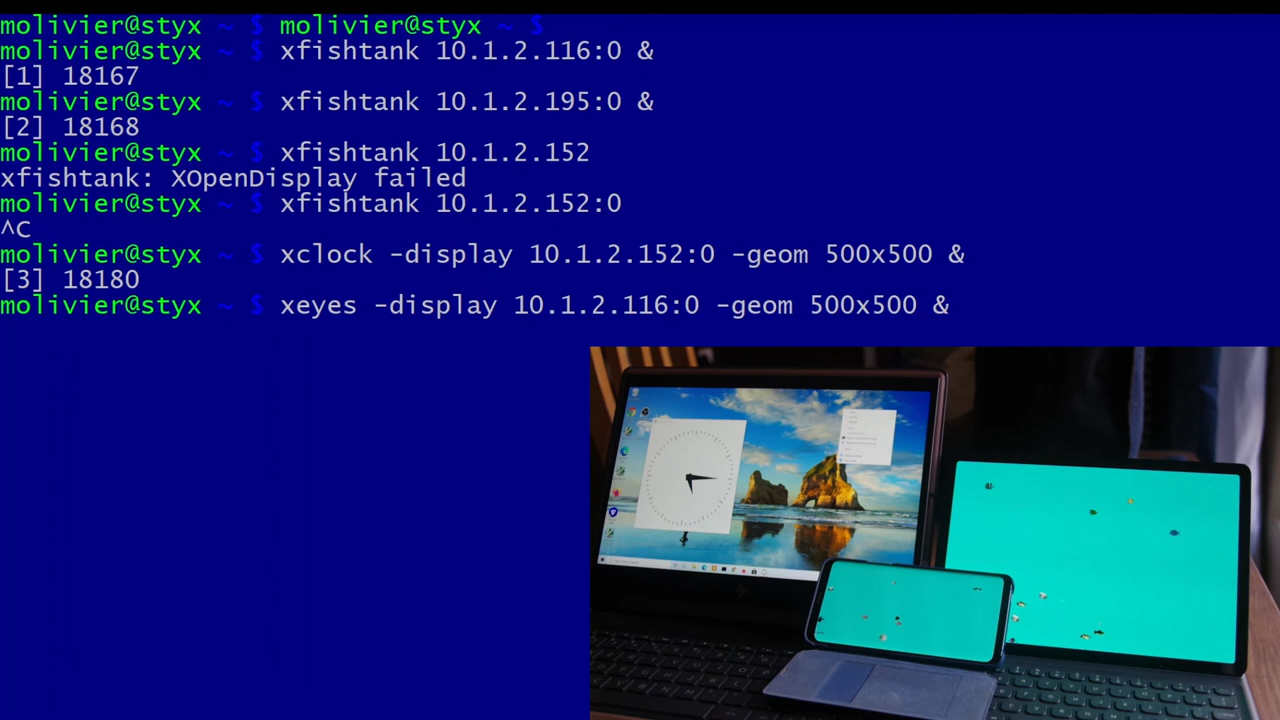 molivier@styx ~ $ molivier@styx ~ $
molivier@styx ~ $ xfishtank 10.1.2.116:0 &
[1] 18167
molivier@styx ~ $ xfishtank 10.1.2.195:0 &
[2] 18168
molivier@styx ~ $ xfishtank 10.1.2.152
xfishtank: XOpenDisplay failed
molivier@styx ~ $ xfishtank 10.1.2.152:0
^C
molivier@styx ~ $ xclock -display 10.1.2.152:0 -geom 500x500 &
[3] 18180
molivier@styx ~ $ xeyes -display 10.1.2.116:0 -geom 500x500 &